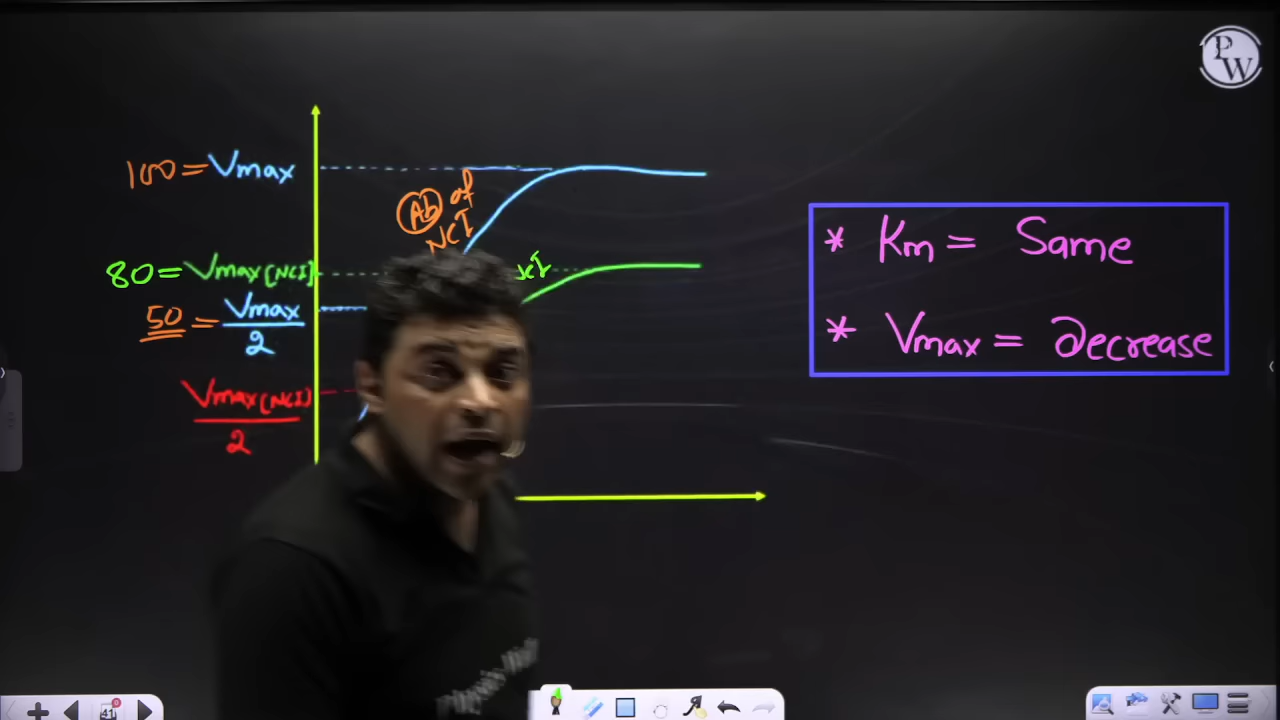 PW
100 = Vmax
Ab of
NCI
80 = Vmax(NCI)
50 = Vmax/2
Vmax(NCI)/2
* Km = Same
* Vmax = Decrease
41